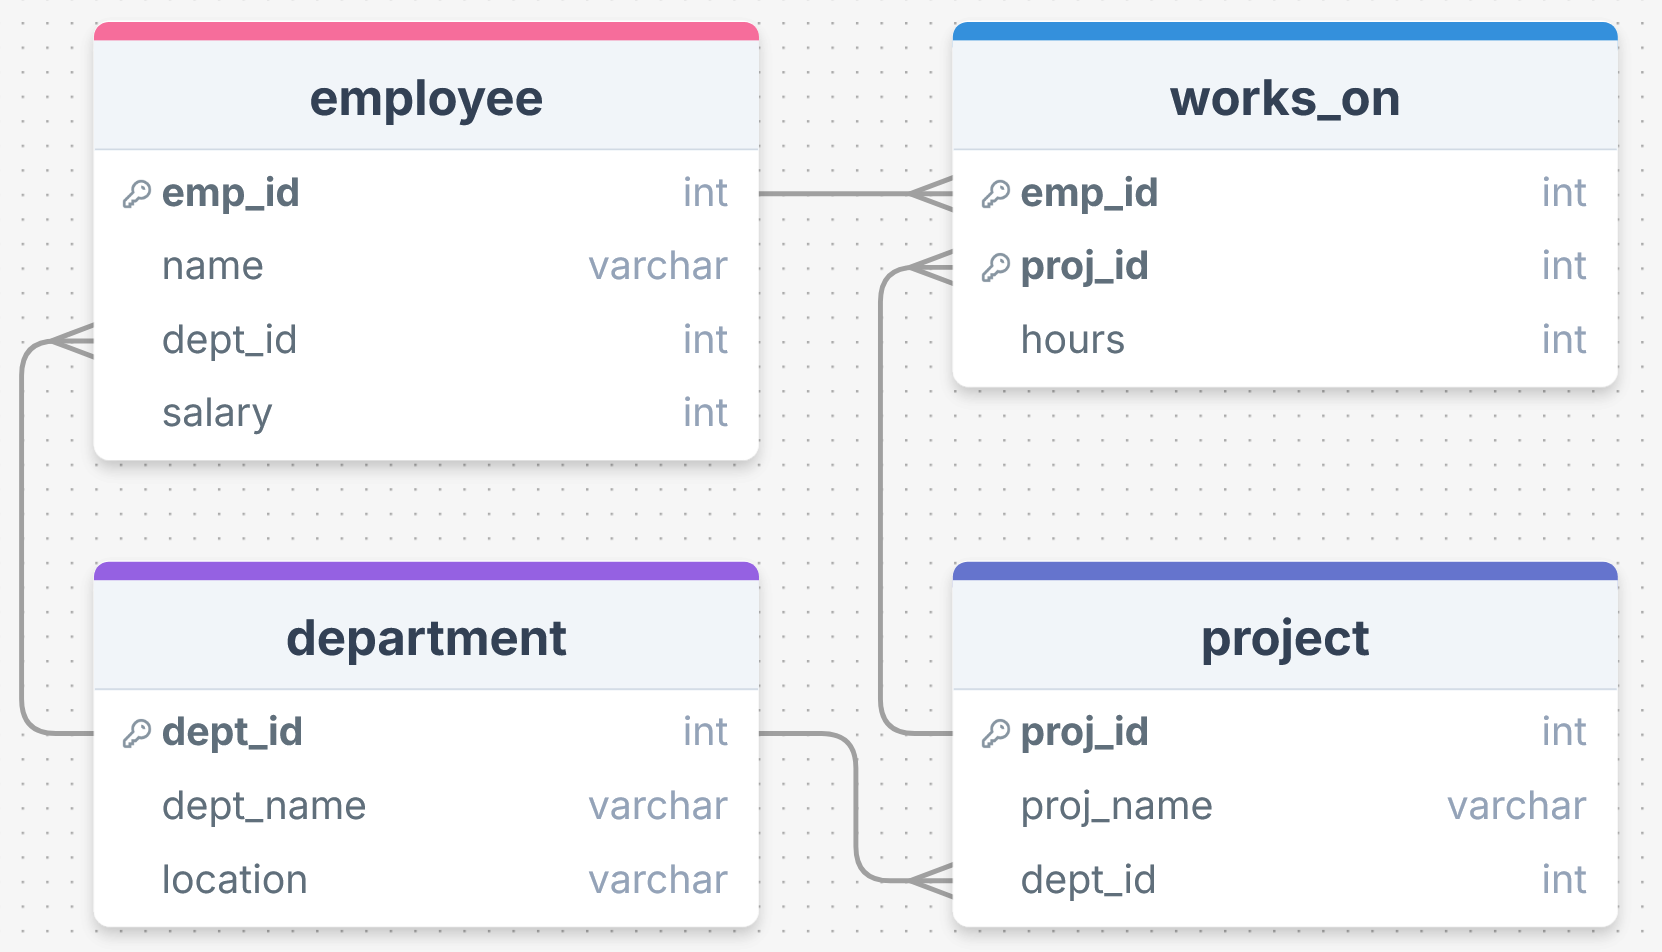 employee
emp_id int
name varchar
dept_id int
salary int
works_on
emp_id int
proj_id int
hours int
department
dept_id int
dept_name varchar
location varchar
project
proj_id int
proj_name varchar
dept_id int